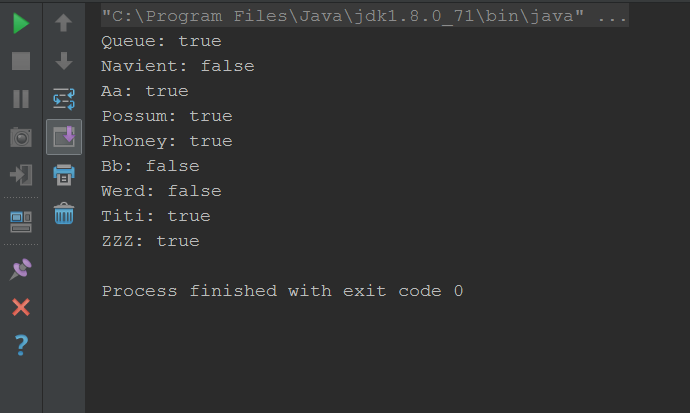 "C:\Program Files\Java\jdk1.8.0_71\bin\java" ...
Queue: true
Navient: false
Aa: true
Possum: true
Phoney: true
Bb: false
Werd: false
Titi: true
ZZZ: true
Process finished with exit code 0
?